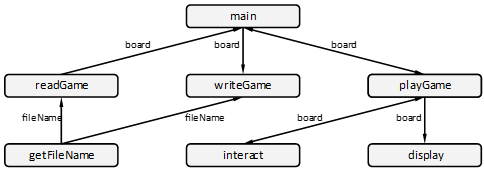 main
board
board
board
readGame
writeGame
playGame
fileName
fileName
board
board
getFileName
interact
display